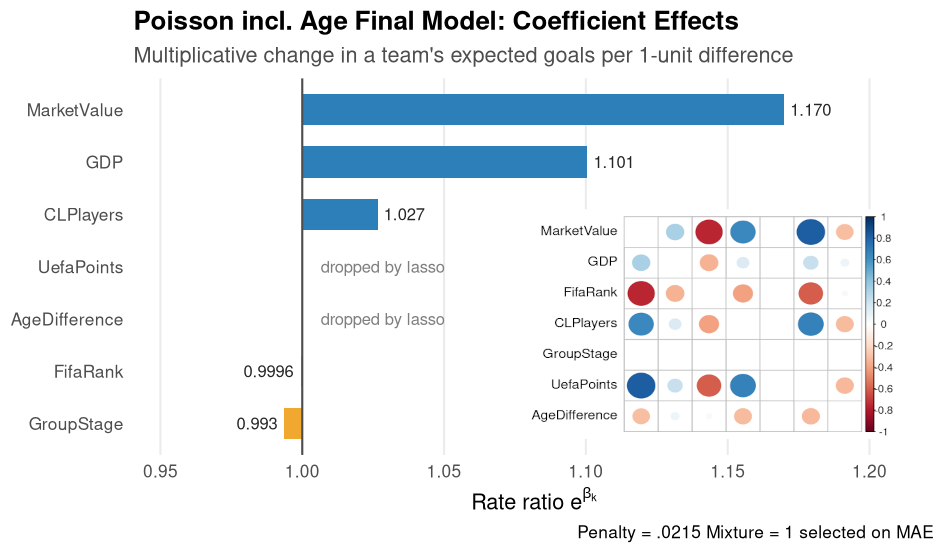 Poisson incl. Age Final Model: Coefficient Effects
Multiplicative change in a team's expected goals per 1-unit difference
MarketValue
1.170
GDP
1.101
CLPlayers
1.027
UefaPoints
dropped by lasso
AgeDifference
dropped by lasso
FifaRank
0.9996
GroupStage
0.993
MarketValue
GDP
FifaRank
CLPlayers
GroupStage
UefaPoints
AgeDifference
1
0.8
0.6
0.4
0.2
0
-0.2
-0.4
-0.6
-0.8
-1
0.95
1.00
1.05
1.10
1.15
1.20
Rate ratio e^βk
Penalty = .0215 Mixture = 1 selected on MAE